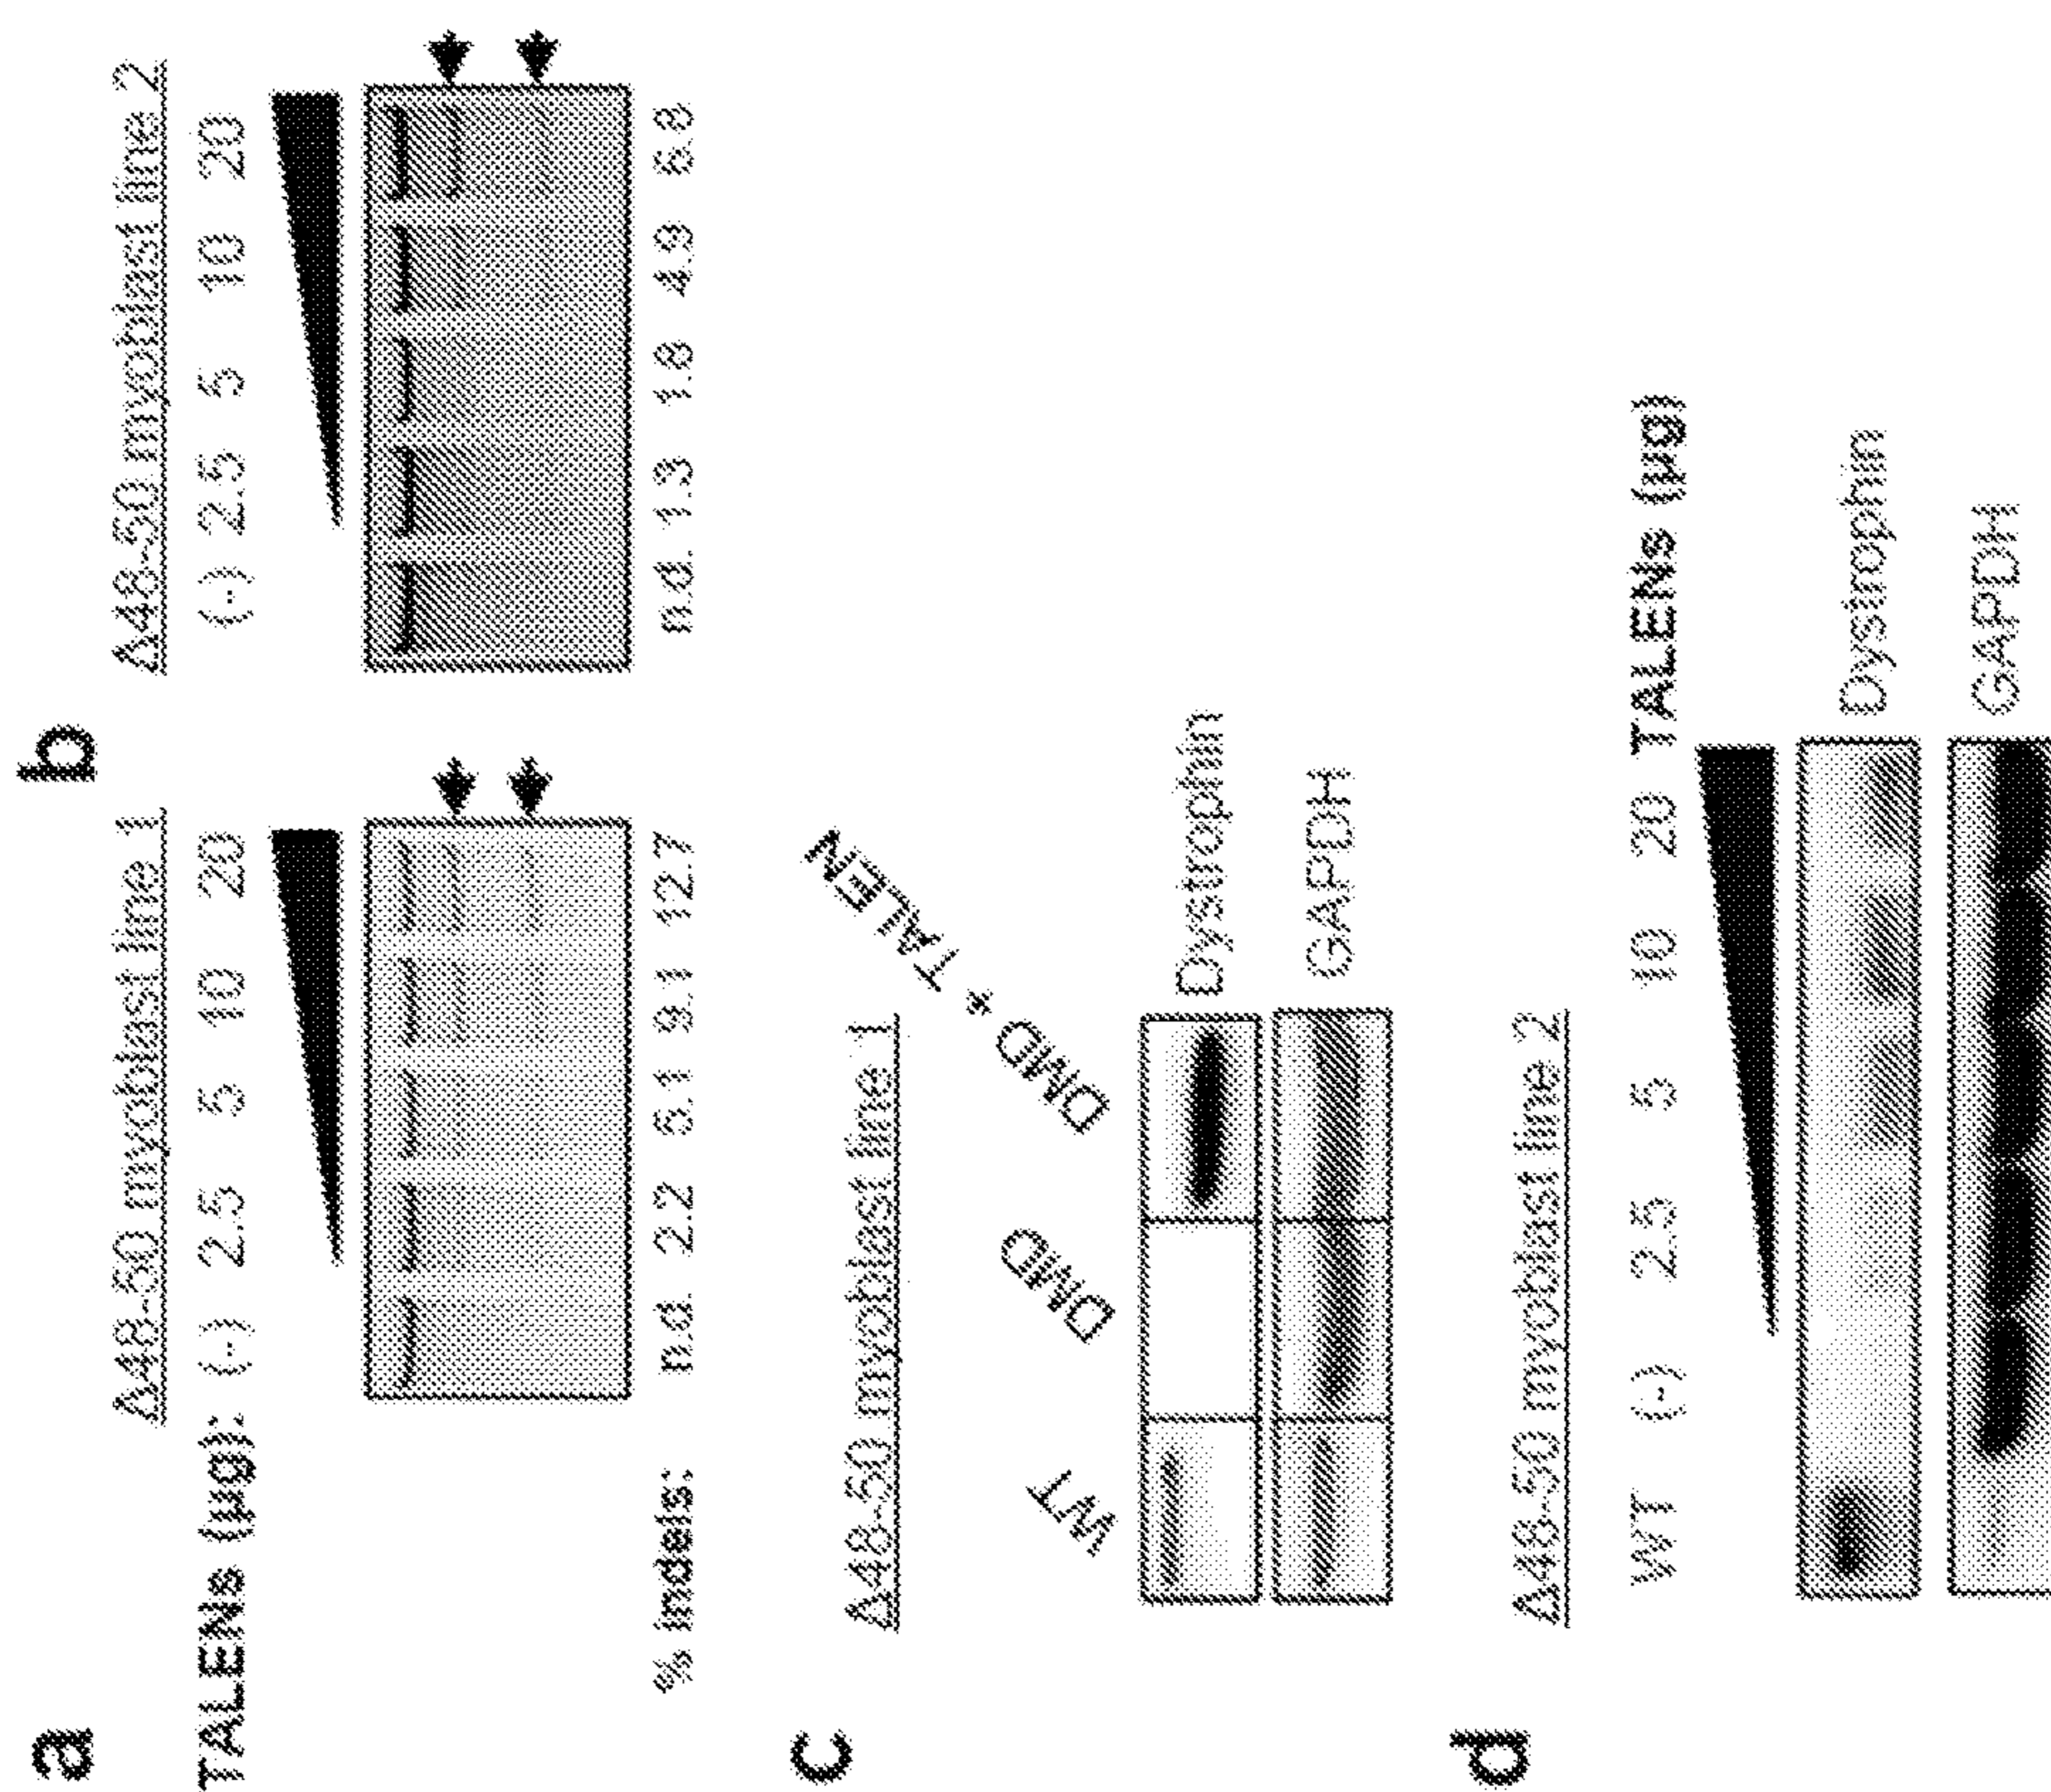 a
Δ48-50 myoblast line 1
TALENs (µg): (-) 2.5 5 10 20
% indels: n.d. 2.2 5.1 9.1 12.7
b
Δ48-50 myoblast line 2
(-) 2.5 5 10 20
n.d. 1.3 1.8 4.9 6.8
c
Δ48-50 myoblast line 1
WT DMD DMD + TALEN
Dystrophin
GAPDH
d
Δ48-50 myoblast line 2
WT (-) 2.5 5 10 20 TALENs (µg)
Dystrophin
GAPDH